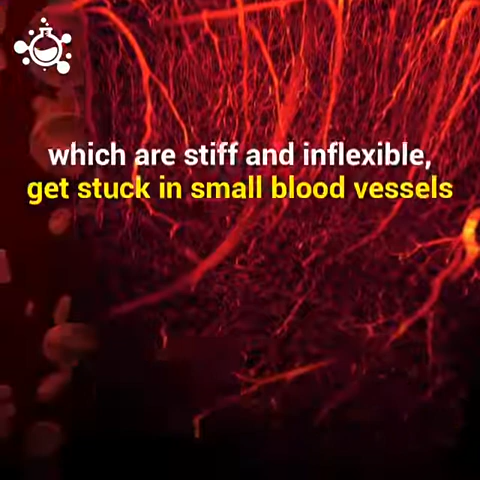 which are stiff and inflexible,
get stuck in small blood vessels